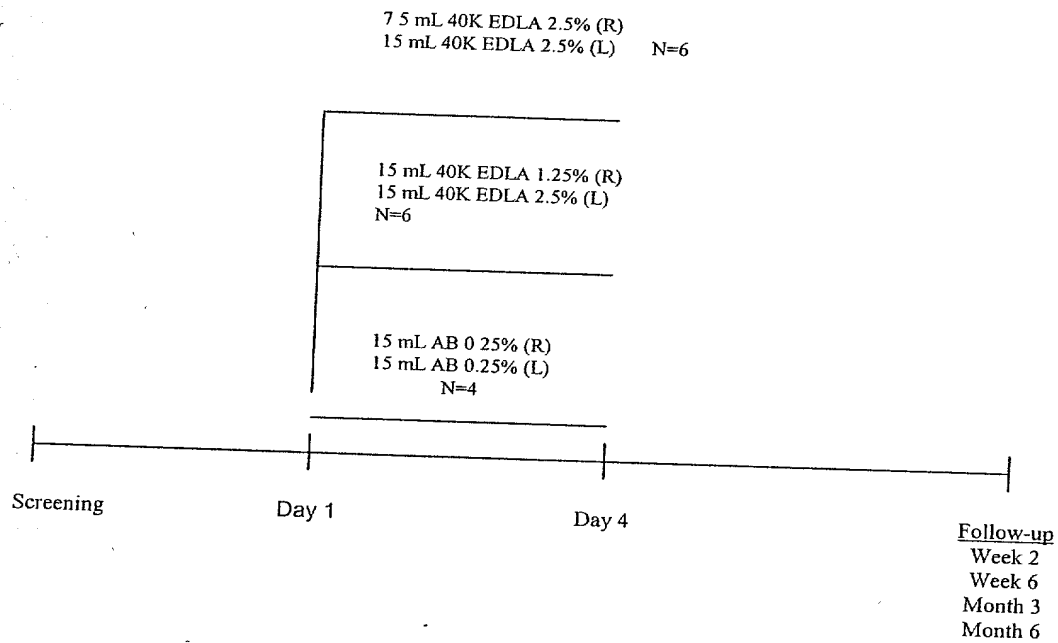 7 5 mL 40K EDLA 2.5% (R)
15 mL 40K EDLA 2.5% (L) N=6
15 mL 40K EDLA 1.25% (R)
15 mL 40K EDLA 2.5% (L)
N=6
15 mL AB 0 25% (R)
15 mL AB 0.25% (L)
N=4
Screening
Day 1
Day 4
Follow-up
Week 2
Week 6
Month 3
Month 6